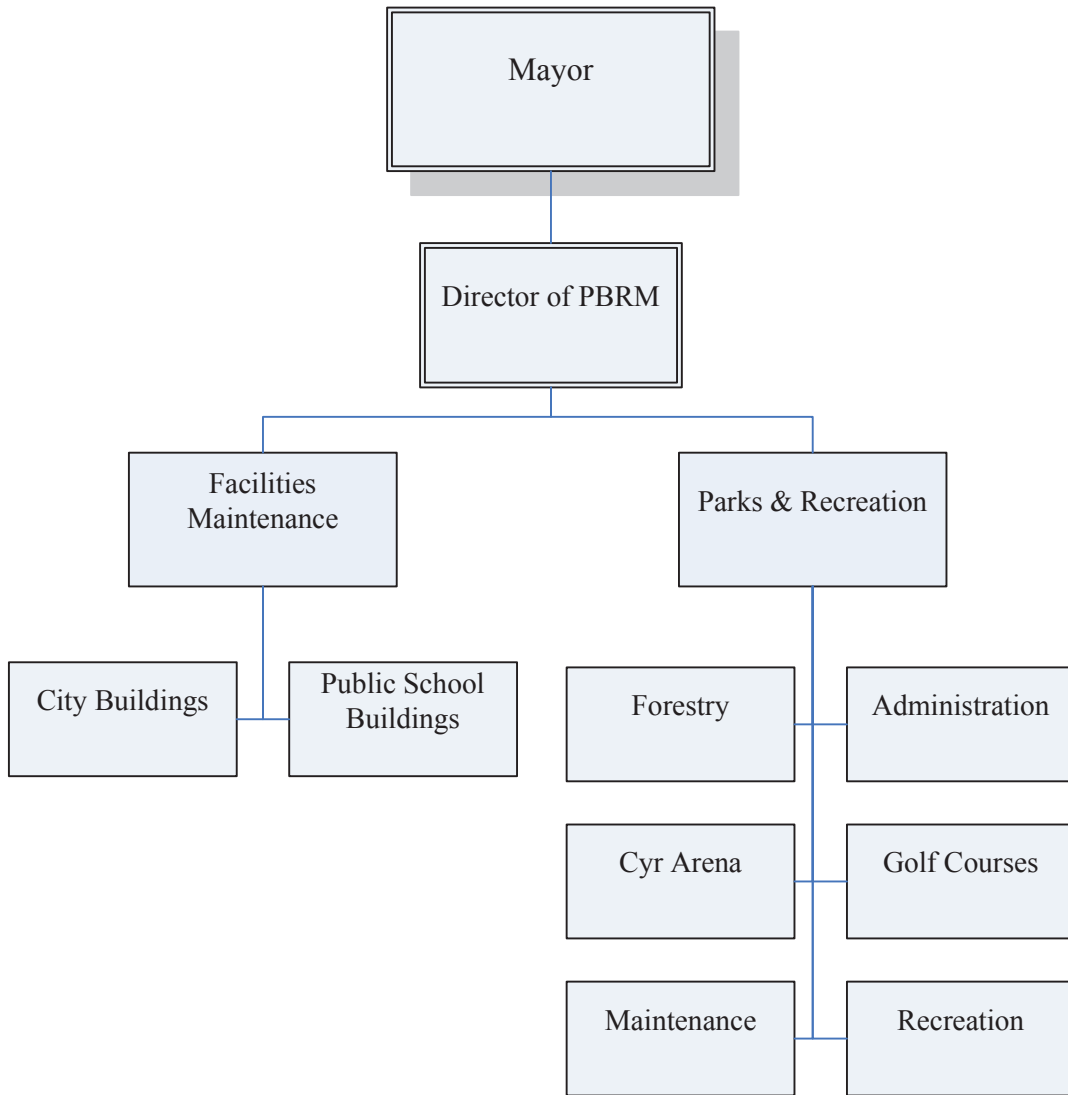 Mayor
Director of PBRM
Facilities
Maintenance
Parks & Recreation
City Buildings
Public School
Buildings
Forestry
Administration
Cyr Arena
Golf Courses
Maintenance
Recreation